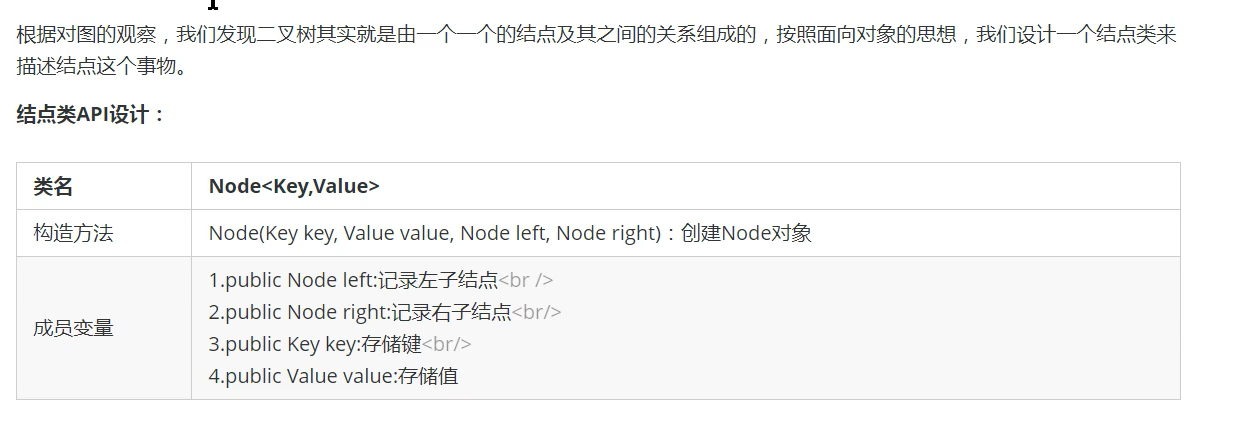 根据对图的观察，我们发现二叉树其实就是由一个一个的结点及其之间的关系组成的，按照面向对象的思想，我们设计一个结点类来
描述结点这个事物。
结点类API设计：
类名 Node<Key,Value>
构造方法 Node(Key key, Value value, Node left, Node right)：创建Node对象
成员变量
1.public Node left:记录左子结点<br />
2.public Node right:记录右子结点<br/>
3.public Key key:存储键<br/>
4.public Value value:存储值